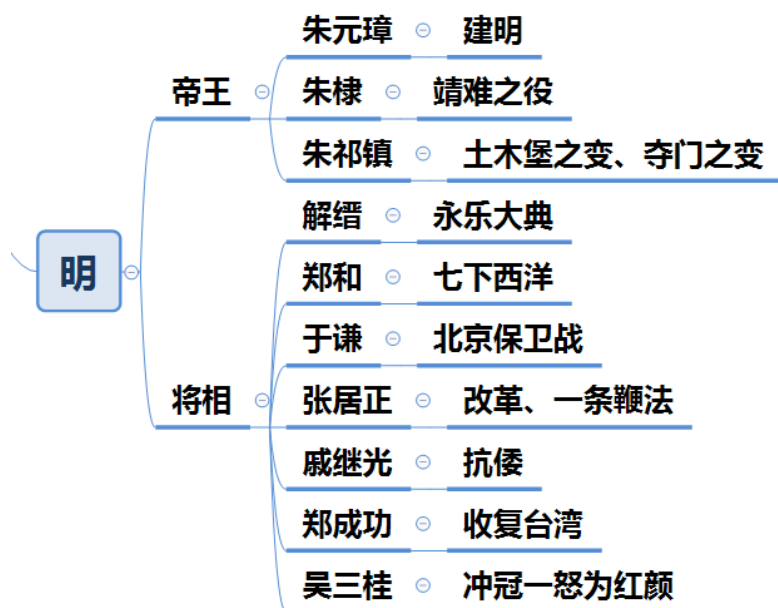 朱元璋 建明
帝王 朱棣 靖难之役
朱祁镇 土木堡之变、夺门之变
解缙 永乐大典
明 郑和 七下西洋
于谦 北京保卫战
将相 张居正 改革、一条鞭法
戚继光 抗倭
郑成功 收复台湾
吴三桂 冲冠一怒为红颜